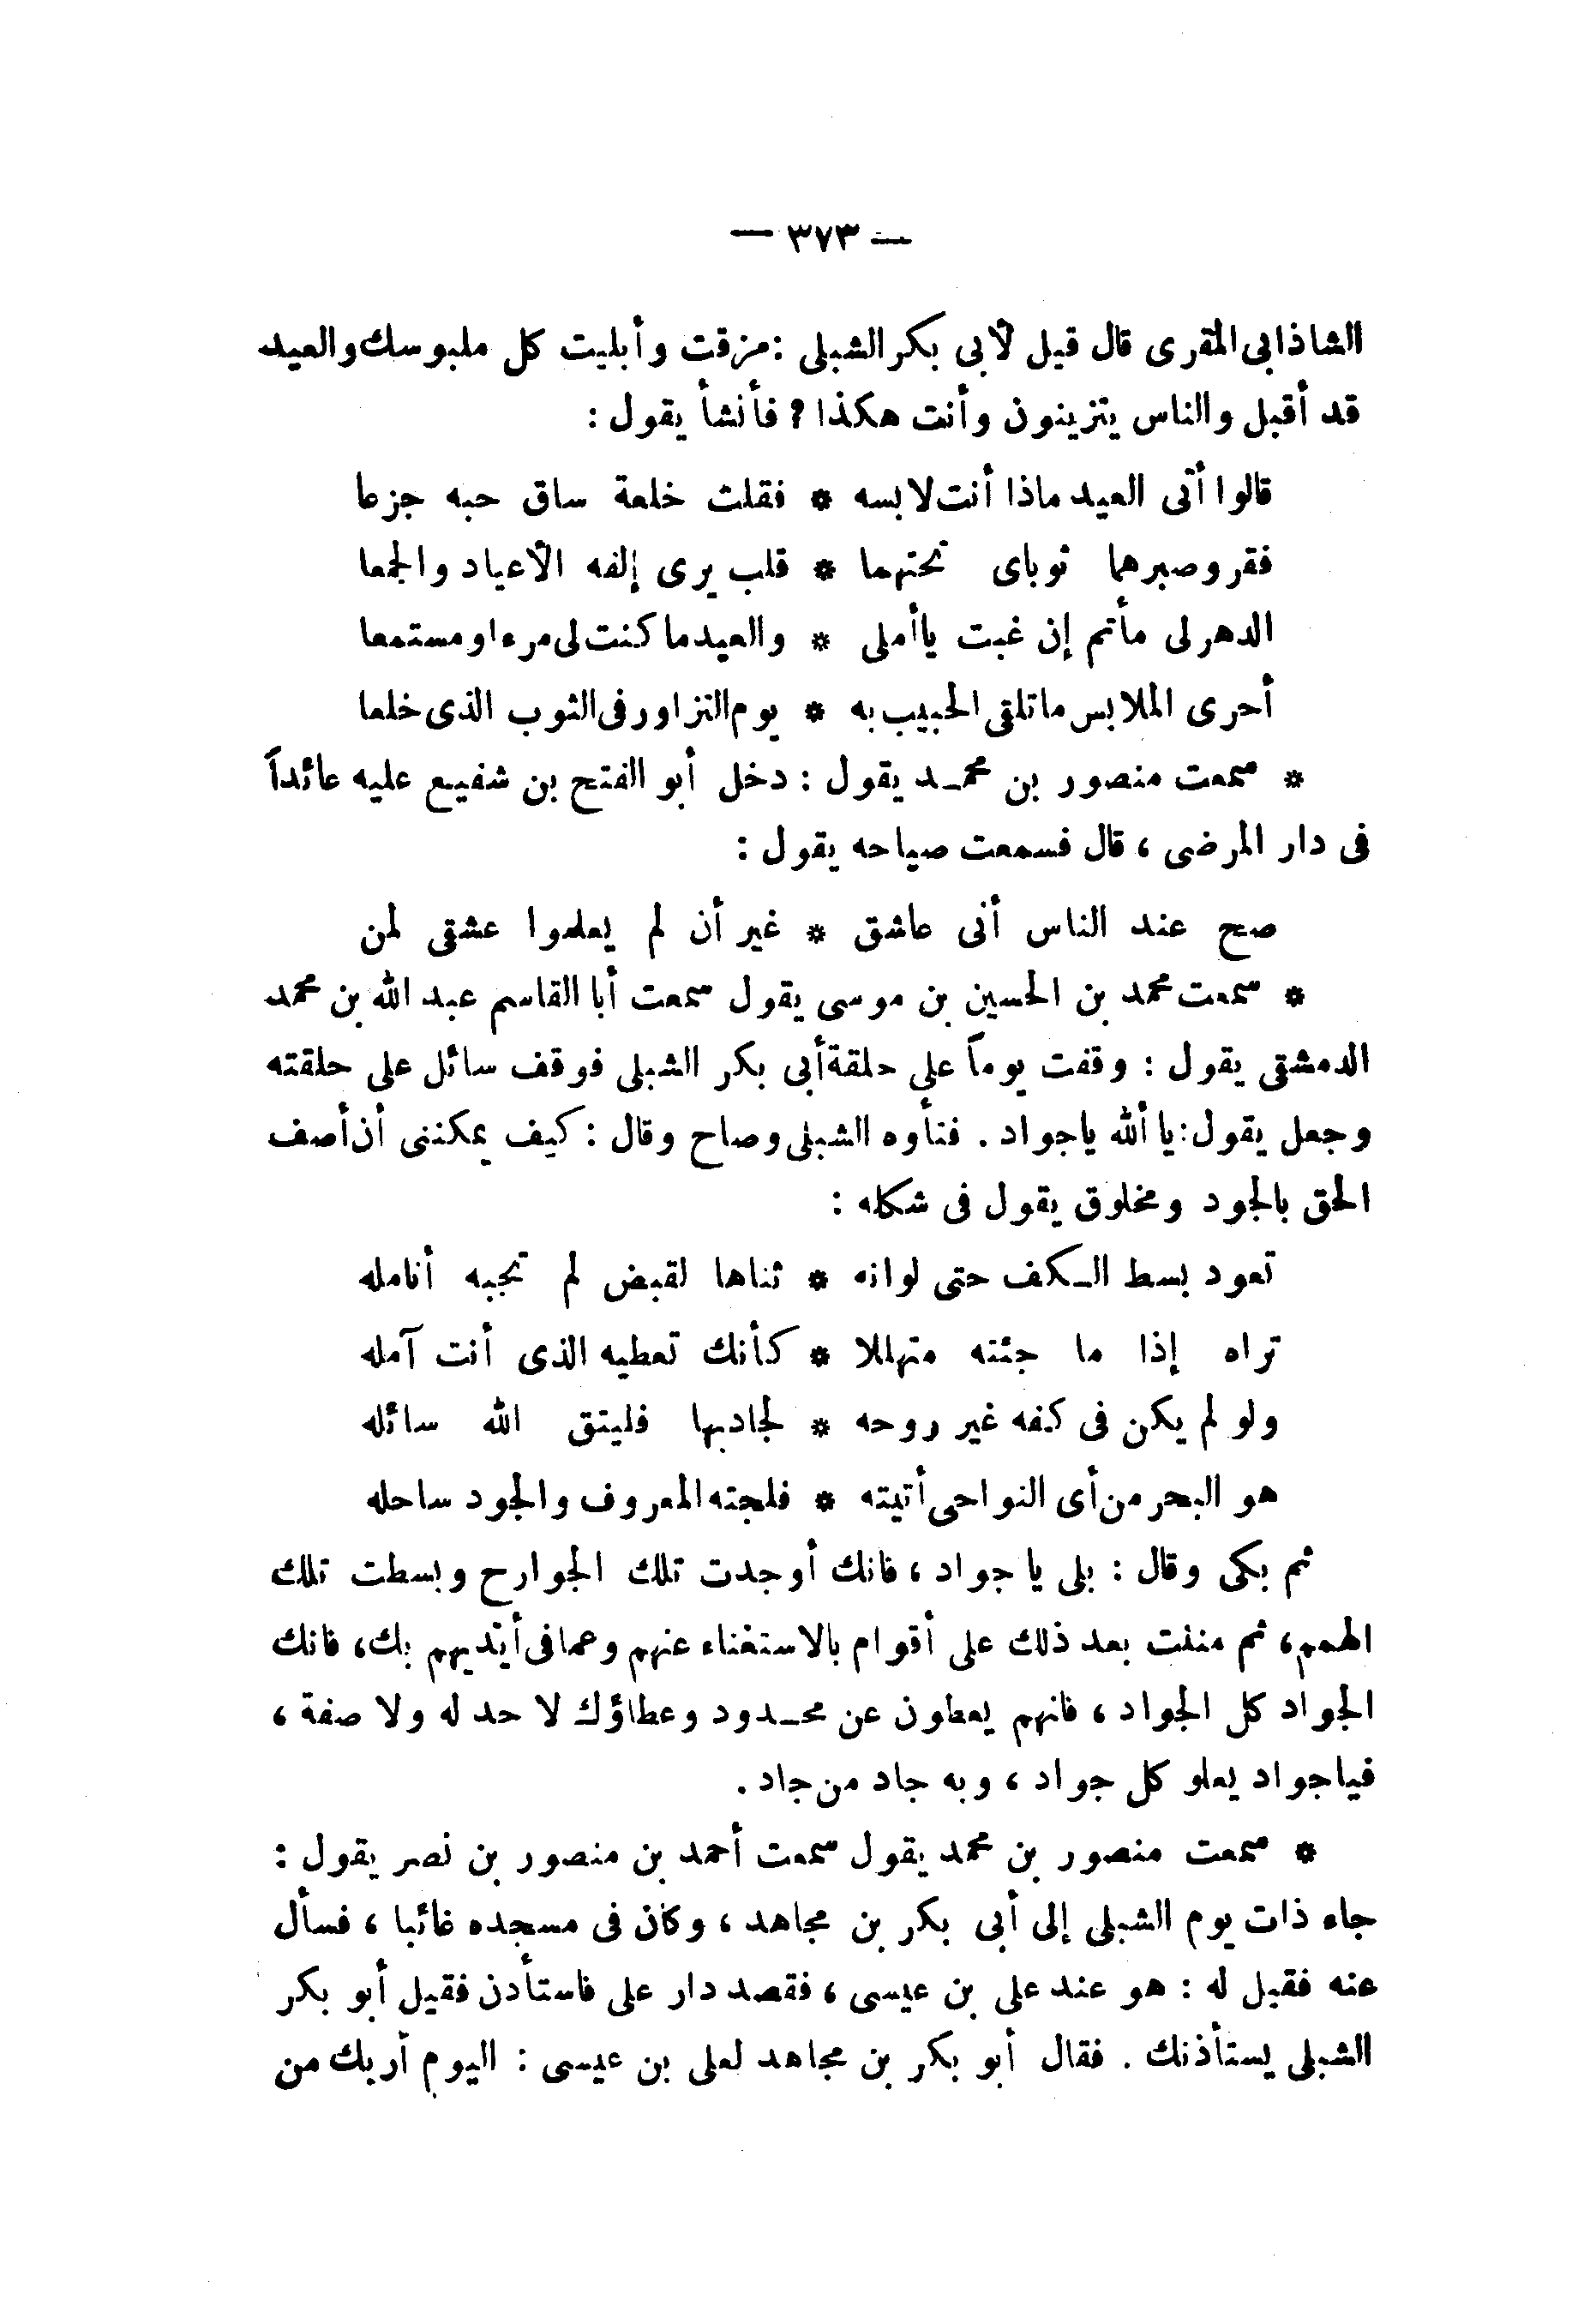 — ٣٧٣ —
الشاذابى المقرى قال قيل لأبى بكر الشبلى : مزقت وأبليت كل ملبوسك والعيد
قد أقبل والناس يتزينون وأنت هكذا ؟ فأنشأ يقول :
قالوا أتى العيد ماذا أنت لابسه * فقلت خلعة ساق حبه جزعا
فقر وصبر هما ثوباى تحتهما * قلب يرى إلفه الأعياد والجمعا
الدهر لى مأتم إن غبت يا أملى * والعيد ما كنت لى مرءا ومستمعا
أحرى الملابس ما تلقى الحبيب به * يوم التزاور فى الثوب الذى خلعا
* سمعت منصور بن محمـد يقول : دخل أبو الفتح بن شفيع عليه عائداً
فى دار المرضى ، قال فسمعت صياحه يقول :
صح عند الناس أنى عاشق * غير أن لم يعلموا عشقى لمن
* سمعت محمد بن الحسين بن موسى يقول سمعت أبا القاسم عبد الله بن محمد
الدمشقى يقول : وقفت يوماً على حلقة أبى بكر الشبلى فوقف سائل على حلقته
وجعل يقول : يا ألله ياجواد . فتأوه الشبلى وصاح وقال : كيف يمكننى أن أصف
الحق بالجود ومخلوق يقول فى شكله :
تعود بسط الـكف حتى لوانه * ثناها لقبض لم تجبه أنامله
تراه إذا ما جئته متهللا * كأنك تعطيه الذى أنت آمله
ولو لم يكن فى كفه غير روحه * لجادبها فليتق الله سائله
هو البحر من أى النواحى أتيته * فلجته المعروف والجود ساحله
ثم بكى وقال : بلى يا جواد ، فانك أوجدت تلك الجوارح وبسطت تلك
الهمم ، ثم مننت بعد ذلك على أقوام بالاستغناء عنهم وعما فى أيديهم بك ، فانك
الجواد كل الجواد ، فانهم يعطون عن محـدود وعطاؤك لا حد له ولا صفة ،
فياجواد يعلو كل جواد ، وبه جاد من جاد .
* سمعت منصور بن محمد يقول سمعت أحمد بن منصور بن نصر يقول :
جاء ذات يوم الشبلى إلى أبى بكر بن مجاهد ، وكان فى مسجده غائبا ، فسأل
عنه فقيل له : هو عند على بن عيسى ، فقصد دار على فاستأدن فقيل أبو بكر
الشبلى يستأذنك . فقال أبو بكر بن مجاهد لعلى بن عيسى : اليوم أريك من